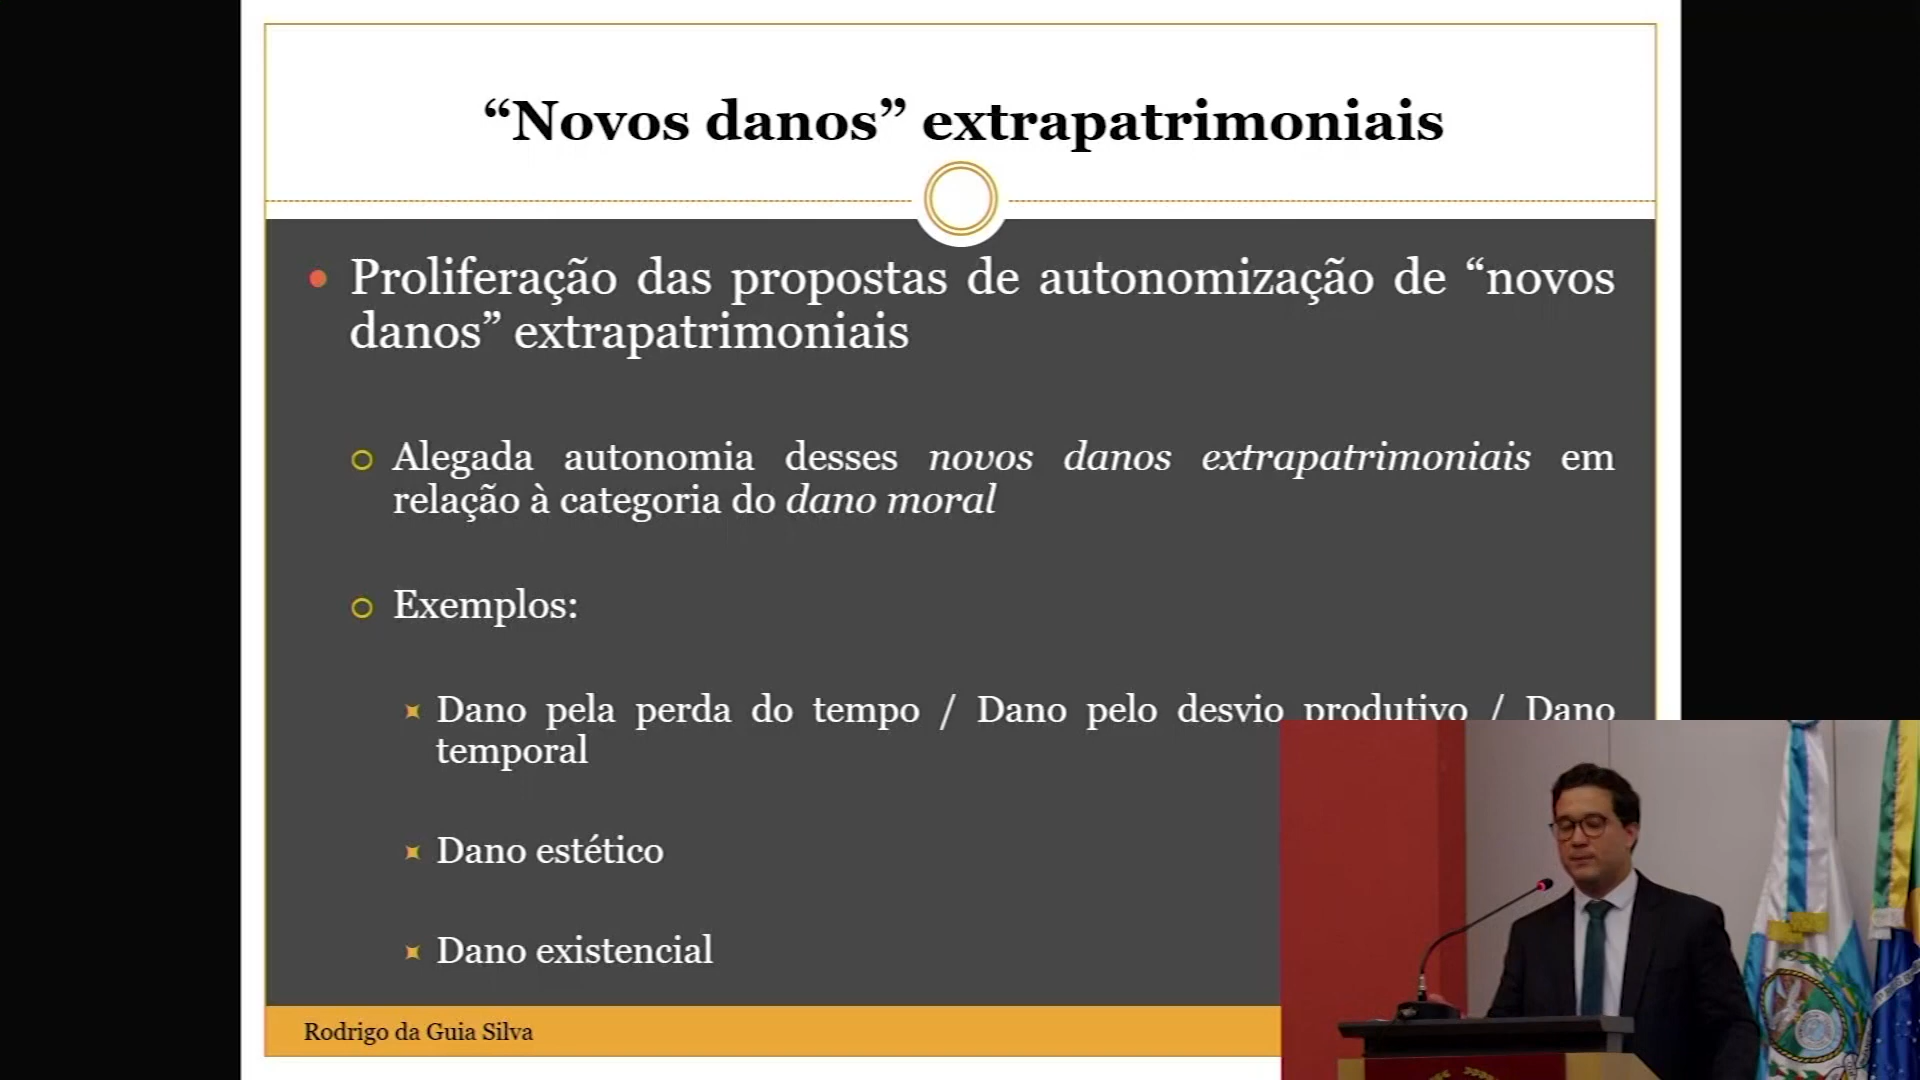 “Novos danos” extrapatrimoniais
Proliferação das propostas de autonomização de “novos
danos” extrapatrimoniais
Alegada autonomia desses novos danos extrapatrimoniais em
relação à categoria do dano moral
Exemplos:
Dano pela perda do tempo / Dano pelo desvio produtivo / Dano
temporal
Dano estético
Dano existencial
Rodrigo da Guia Silva